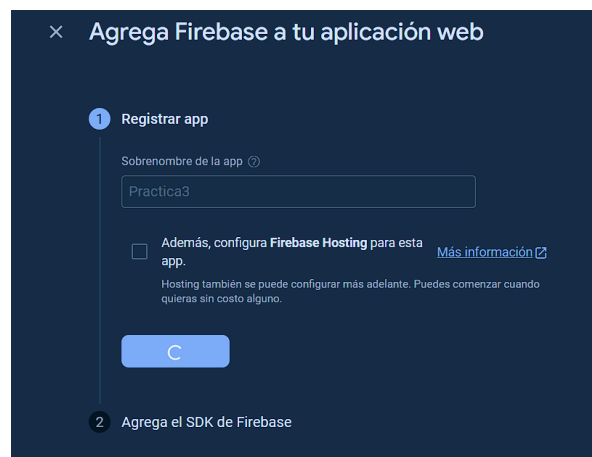 Agrega Firebase a tu aplicación web
1 Registrar app
Sobrenombre de la app ?
Practica3
Además, configura Firebase Hosting para esta
app.
Más información
Hosting también se puede configurar más adelante. Puedes comenzar cuando
quieras sin costo alguno.
2 Agrega el SDK de Firebase